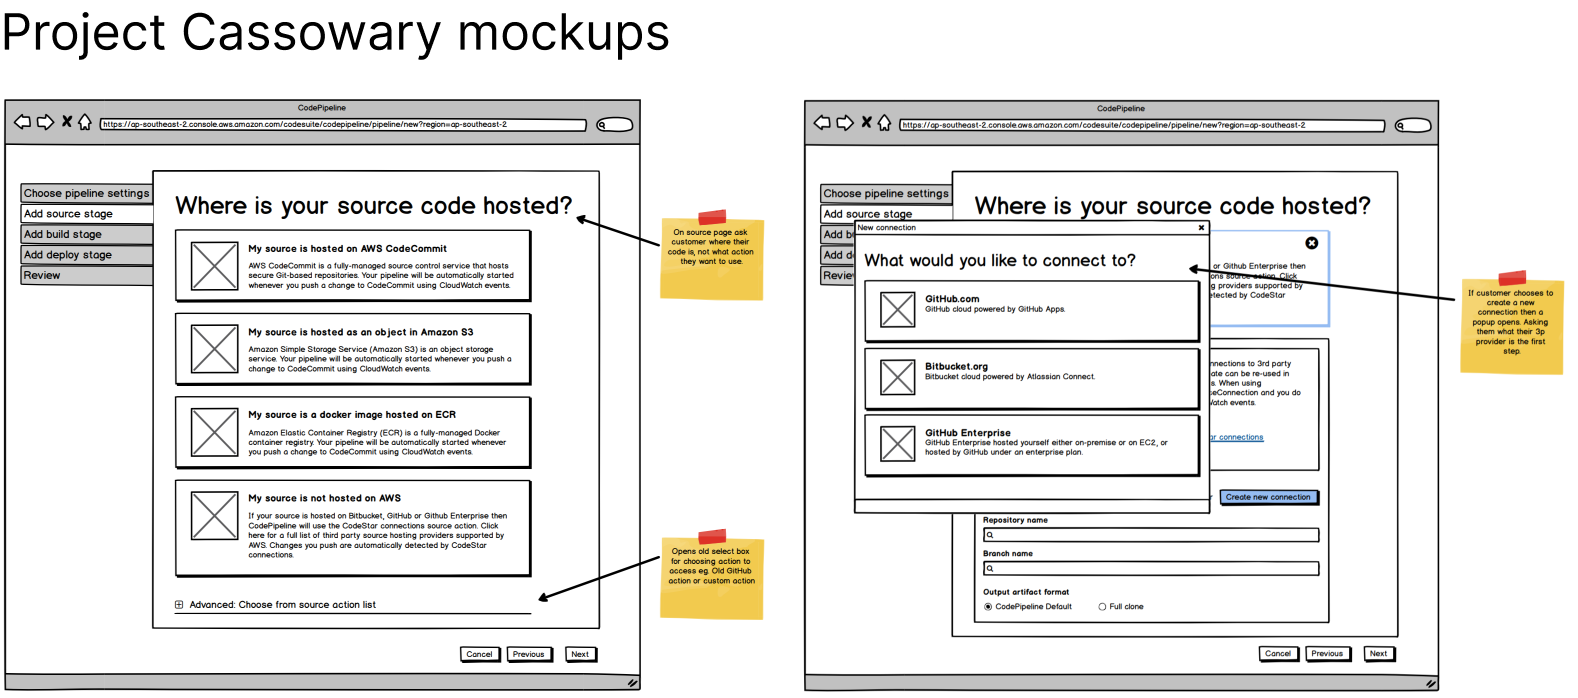 Project Cassowary mockups
CodePipeline
https://ap-southeast-2.console.aws.amazon.com/codesuite/codepipeline/pipeline/new?region=ap-southeast-2
Choose pipeline settings
Add source stage
Add build stage
Add deploy stage
Review
Where is your source code hosted?
My source is hosted on AWS CodeCommit
AWS CodeCommit is a fully-managed source control service that hosts
secure Git-based repositories. Your pipeline will be automatically started
whenever you push a change to CodeCommit using CloudWatch events.
My source is hosted as an object in Amazon S3
Amazon Simple Storage Service (Amazon S3) is an object storage
service. Your pipeline will be automatically started whenever you push a
change to CodeCommit using CloudWatch events.
My source is a docker image hosted on ECR
Amazon Elastic Container Registry (ECR) is a fully-managed Docker
container registry. Your pipeline will be automatically started whenever
you push a change to CodeCommit using CloudWatch events.
My source is not hosted on AWS
If your source is hosted on Bitbucket, GitHub or Github Enterprise then
CodePipeline will use the CodeStar connections source action. Click
here for a full list of third party source hosting providers supported by
AWS. Changes you push are automatically detected by CodeStar
connections.
Advanced: Choose from source action list
Cancel
Previous
Next
On source page ask
customer where their
code is, not what action
they want to use.
Opens old select box
for choosing action to
access eg. Old GitHub
action or custom action
CodePipeline
https://ap-southeast-2.console.aws.amazon.com/codesuite/codepipeline/pipeline/new?region=ap-southeast-2
Choose pipeline settings
Add source stage
Add b
Add d
Revie
Where is your source code hosted?
New connection
What would you like to connect to?
GitHub.com
GitHub cloud powered by GitHub Apps.
Bitbucket.org
Bitbucket cloud powered by Atlassian Connect.
GitHub Enterprise
GitHub Enterprise hosted yourself either on-premise or on EC2, or
hosted by GitHub under an enterprise plan.
or Github Enterprise then
ons source action. Click
g providers supported by
etected by CodeStar
nnections to 3rd party
ate can be re-used in
s. When using
eConnection and you do
Watch events.
ar connections
Create new connection
Repository name
Branch name
Output artifact format
CodePipeline Default
Full clone
Cancel
Previous
Next
If customer chooses to
create a new
connection then a
popup opens. Asking
them what their 3p
provider is the first
step.